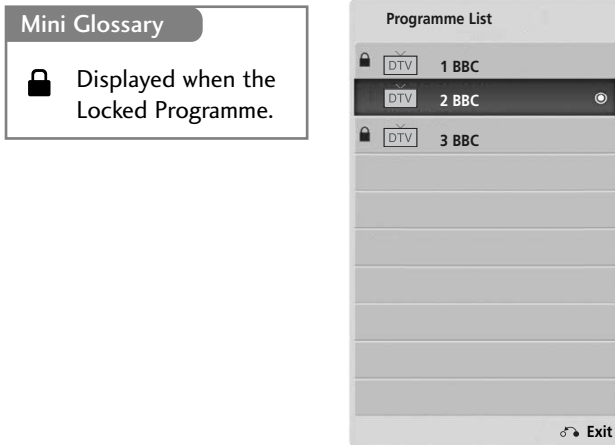 Mini Glossary
Displayed when the
Locked Programme.
Programme List
DTV 1 BBC
DTV 2 BBC
DTV 3 BBC
Exit